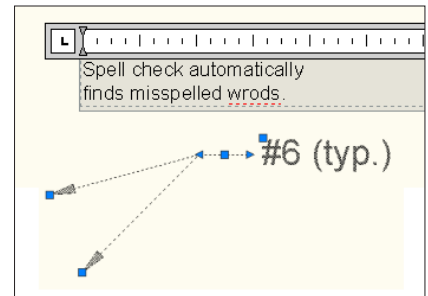 L
Spell check automatically
finds misspelled wrods.
#6 (typ.)